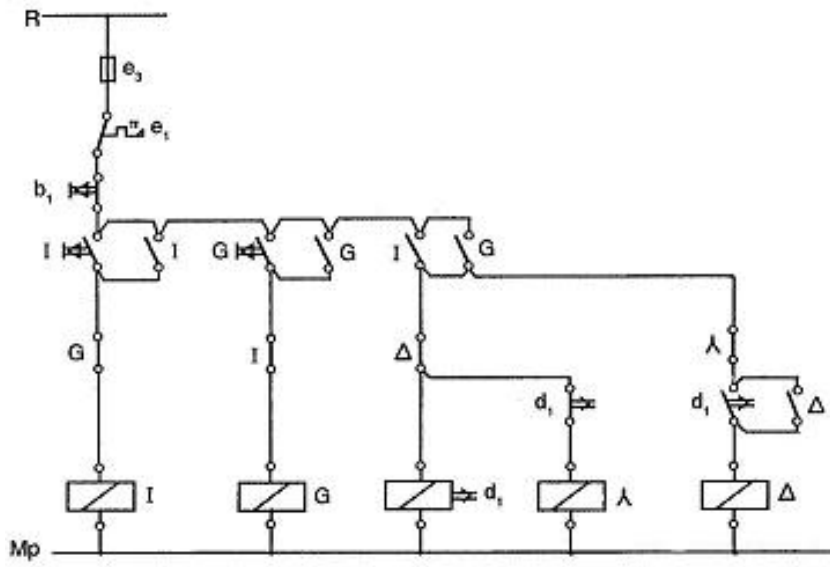 R
e₃
e₁
b₁
I I G G I G
G I Δ ⅄
d₁ d₁ Δ
I G d₁ ⅄ Δ
Mp